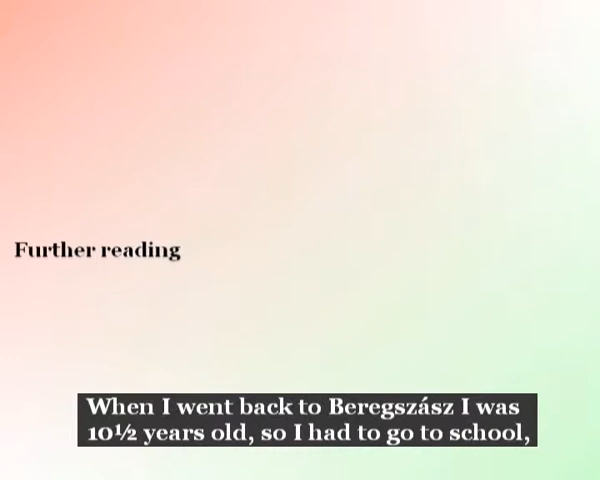 Further reading
When I went back to Beregszász I was
10½ years old, so I had to go to school,